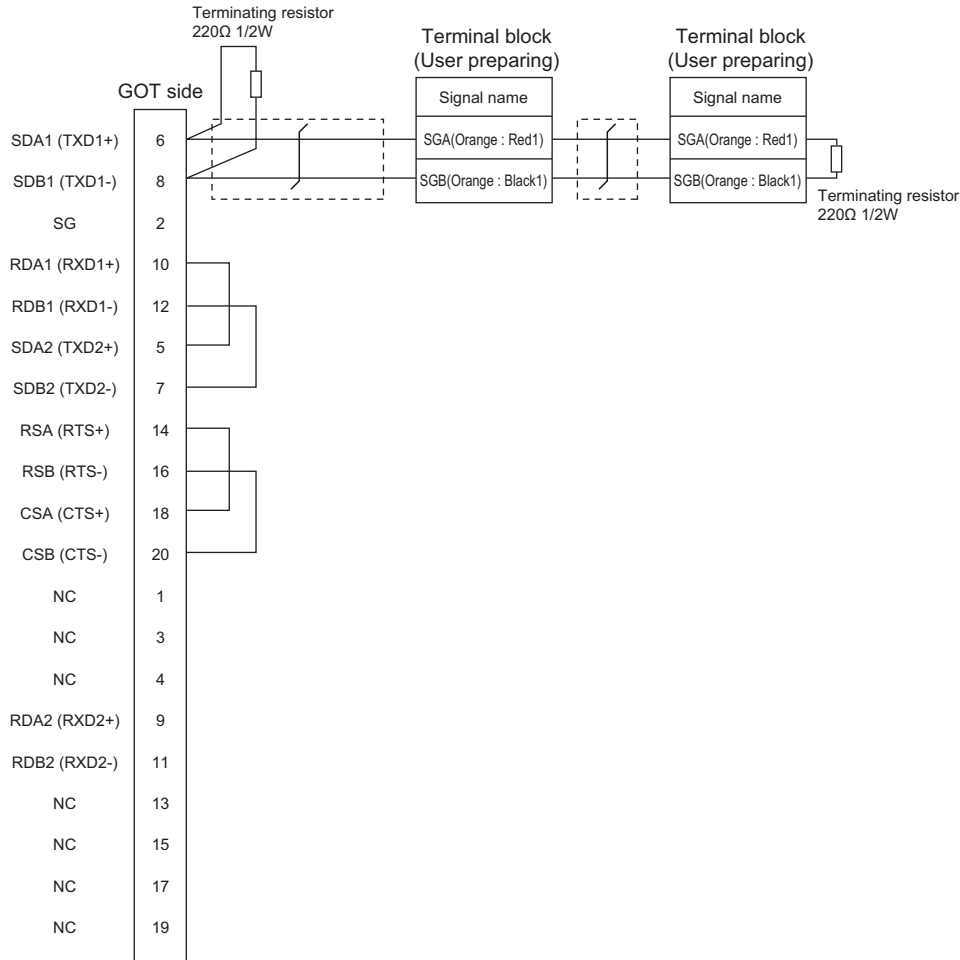 Terminating resistor
220Ω 1/2W
Terminal block
(User preparing)
Terminal block
(User preparing)
GOT side
Signal name
Signal name
SDA1 (TXD1+) 6 SGA(Orange : Red1) SGA(Orange : Red1)
SDB1 (TXD1-) 8 SGB(Orange : Black1) SGB(Orange : Black1)
Terminating resistor
220Ω 1/2W
SG 2
RDA1 (RXD1+) 10
RDB1 (RXD1-) 12
SDA2 (TXD2+) 5
SDB2 (TXD2-) 7
RSA (RTS+) 14
RSB (RTS-) 16
CSA (CTS+) 18
CSB (CTS-) 20
NC 1
NC 3
NC 4
RDA2 (RXD2+) 9
RDB2 (RXD2-) 11
NC 13
NC 15
NC 17
NC 19